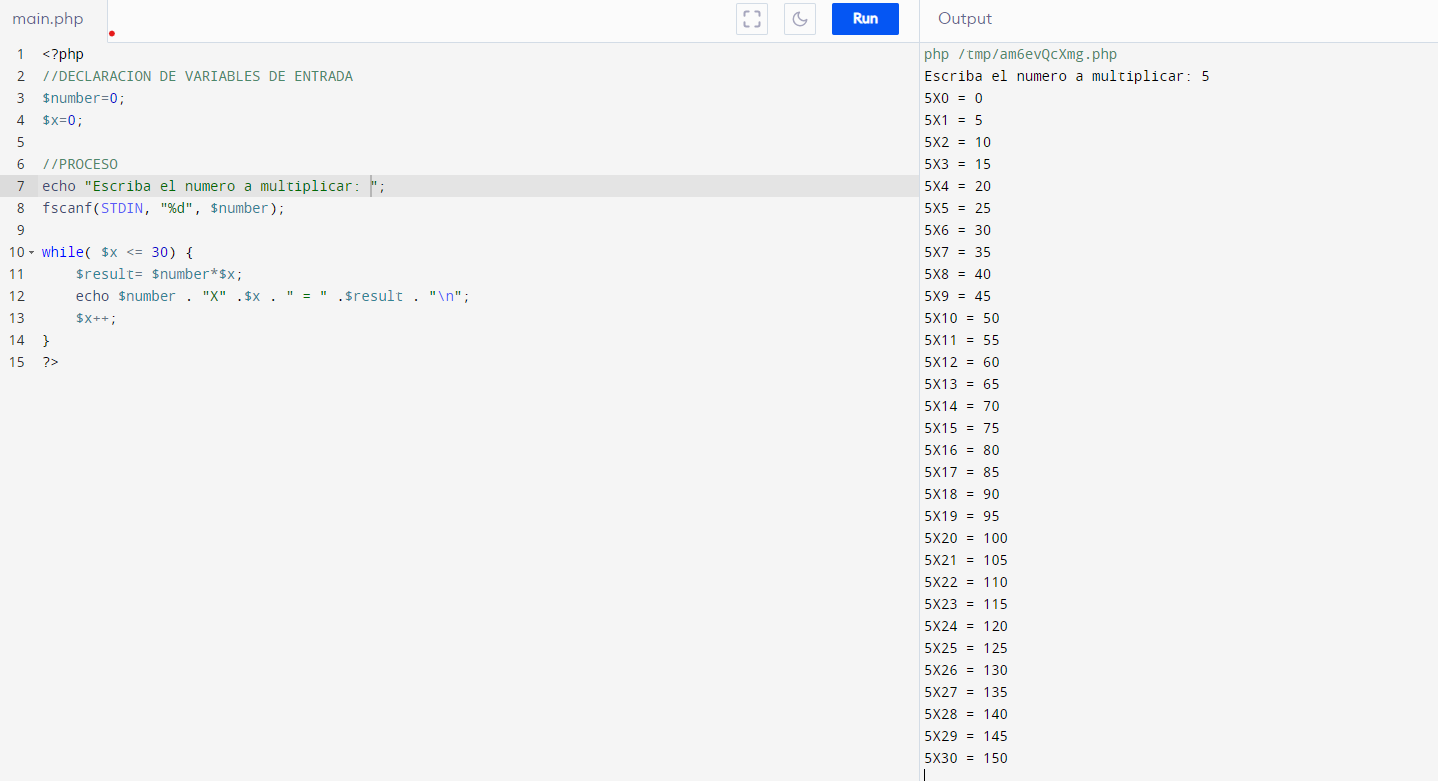 main.php
Run
Output
1 <?php
2 //DECLARACION DE VARIABLES DE ENTRADA
3 $number=0;
4 $x=0;
5
6 //PROCESO
7 echo "Escriba el numero a multiplicar: ";
8 fscanf(STDIN, "%d", $number);
9
10 while( $x <= 30) {
11     $result= $number*$x;
12     echo $number . "X" .$x . " = " .$result . "\n";
13     $x++;
14 }
15 ?>
php /tmp/am6evQcXmg.php
Escriba el numero a multiplicar: 5
5X0 = 0
5X1 = 5
5X2 = 10
5X3 = 15
5X4 = 20
5X5 = 25
5X6 = 30
5X7 = 35
5X8 = 40
5X9 = 45
5X10 = 50
5X11 = 55
5X12 = 60
5X13 = 65
5X14 = 70
5X15 = 75
5X16 = 80
5X17 = 85
5X18 = 90
5X19 = 95
5X20 = 100
5X21 = 105
5X22 = 110
5X23 = 115
5X24 = 120
5X25 = 125
5X26 = 130
5X27 = 135
5X28 = 140
5X29 = 145
5X30 = 150